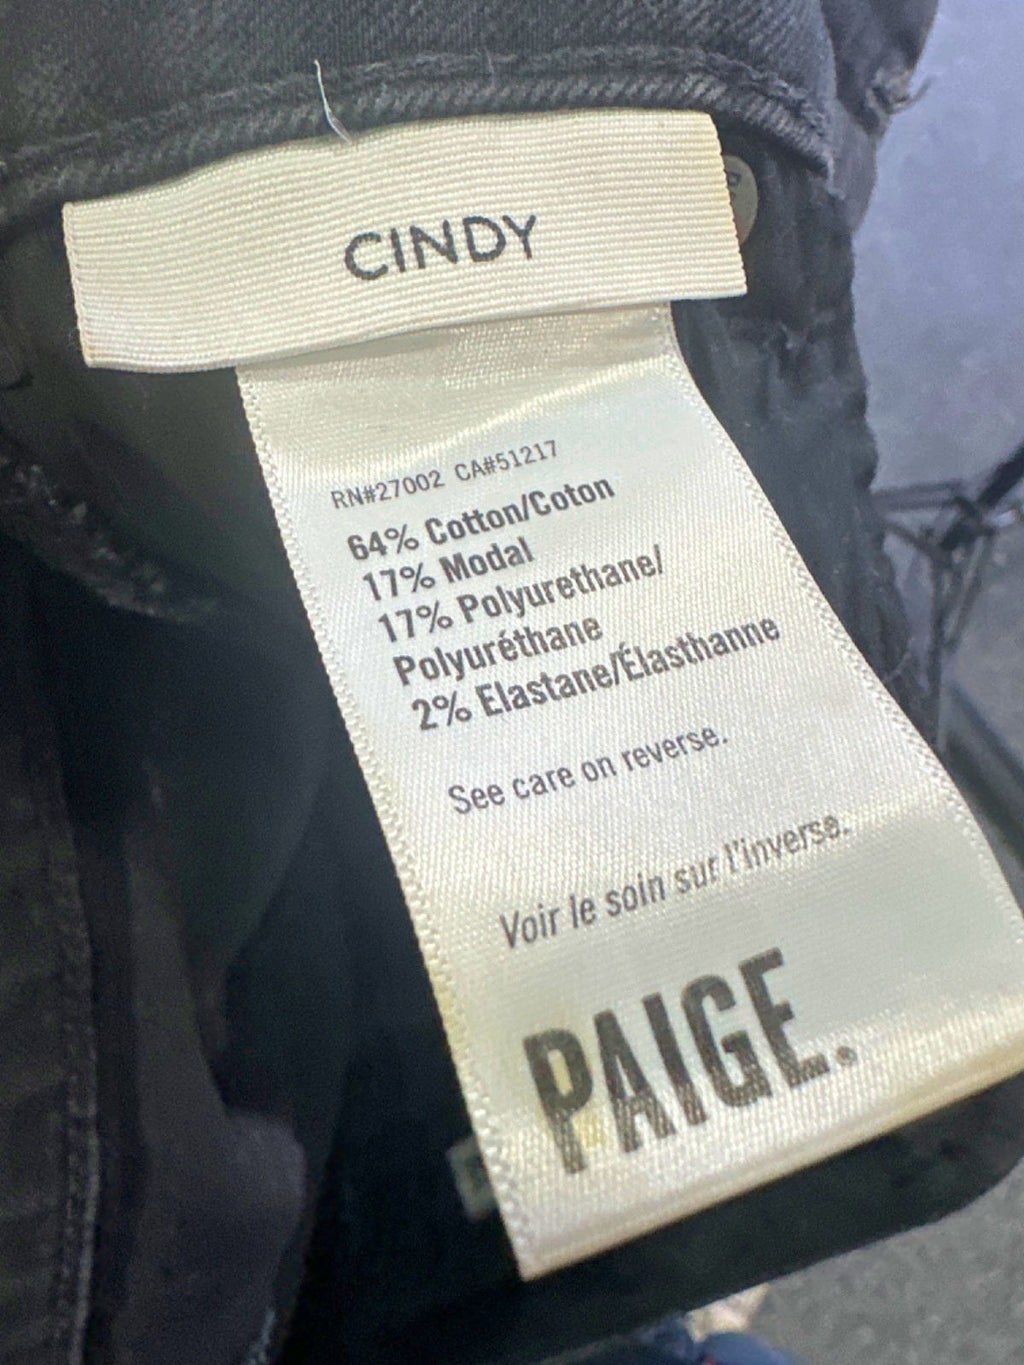 CINDY
RN#27002 CA#51217
64% Cotton/Coton
17% Modal
17% Polyurethane/
Polyuréthane
2% Elastane/Élasthanne
See care on reverse.
Voir le soin sur l'inverse.
PAIGE.